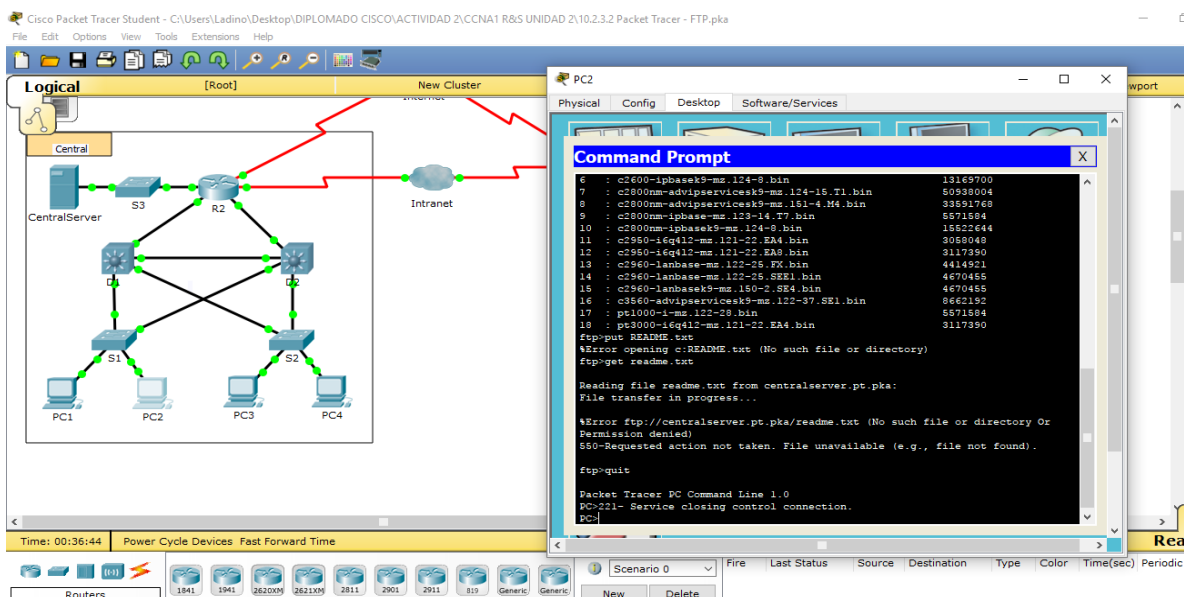 Cisco Packet Tracer Student - C:\Users\Ladino\Desktop\DIPLOMADO CISCO\ACTIVIDAD 2\CCNA1 R&S UNIDAD 2\10.2.3.2 Packet Tracer - FTP.pka
File Edit Options View Tools Extensions Help
Logical [Root] New Cluster
Central
CentralServer
S3
R2
Intranet
D2
S1
S2
PC1
PC2
PC3
PC4
PC2
Physical Config Desktop Software/Services
Command Prompt X
6 : c2600-ipbasek9-mz.124-8.bin 13169700
7 : c2800nm-advipservicesk9-mz.124-15.T1.bin 50938004
8 : c2800nm-advipservicesk9-mz.151-4.M4.bin 33591768
9 : c2800nm-ipbase-mz.123-14.T7.bin 5571584
10 : c2800nm-ipbasek9-mz.124-8.bin 15522644
11 : c2950-i6q4l2-mz.121-22.EA4.bin 3058048
12 : c2950-i6q4l2-mz.121-22.EA8.bin 3117390
13 : c2960-lanbase-mz.122-25.FX.bin 4414921
14 : c2960-lanbase-mz.122-25.SEE1.bin 4670455
15 : c2960-lanbasek9-mz.150-2.SE4.bin 4670455
16 : c3560-advipservicesk9-mz.122-37.SE1.bin 8662192
17 : pt1000-i-mz.122-28.bin 5571584
18 : pt3000-i6q4l2-mz.121-22.EA4.bin 3117390
ftp>put README.txt
%Error opening c:README.txt (No such file or directory)
ftp>get readme.txt
Reading file readme.txt from centralserver.pt.pka:
File transfer in progress...
%Error ftp://centralserver.pt.pka/readme.txt (No such file or directory Or
Permission denied)
550-Requested action not taken. File unavailable (e.g., file not found).
ftp>quit
Packet Tracer PC Command Line 1.0
PC>221- Service closing control connection.
PC>
Time: 00:36:44 Power Cycle Devices Fast Forward Time
Routers
1841 1941 2620XM 2621XM 2811 2901 2911 819 Generic Generic
Scenario 0
New Delete
Fire Last Status Source Destination Type Color Time(sec) Periodic